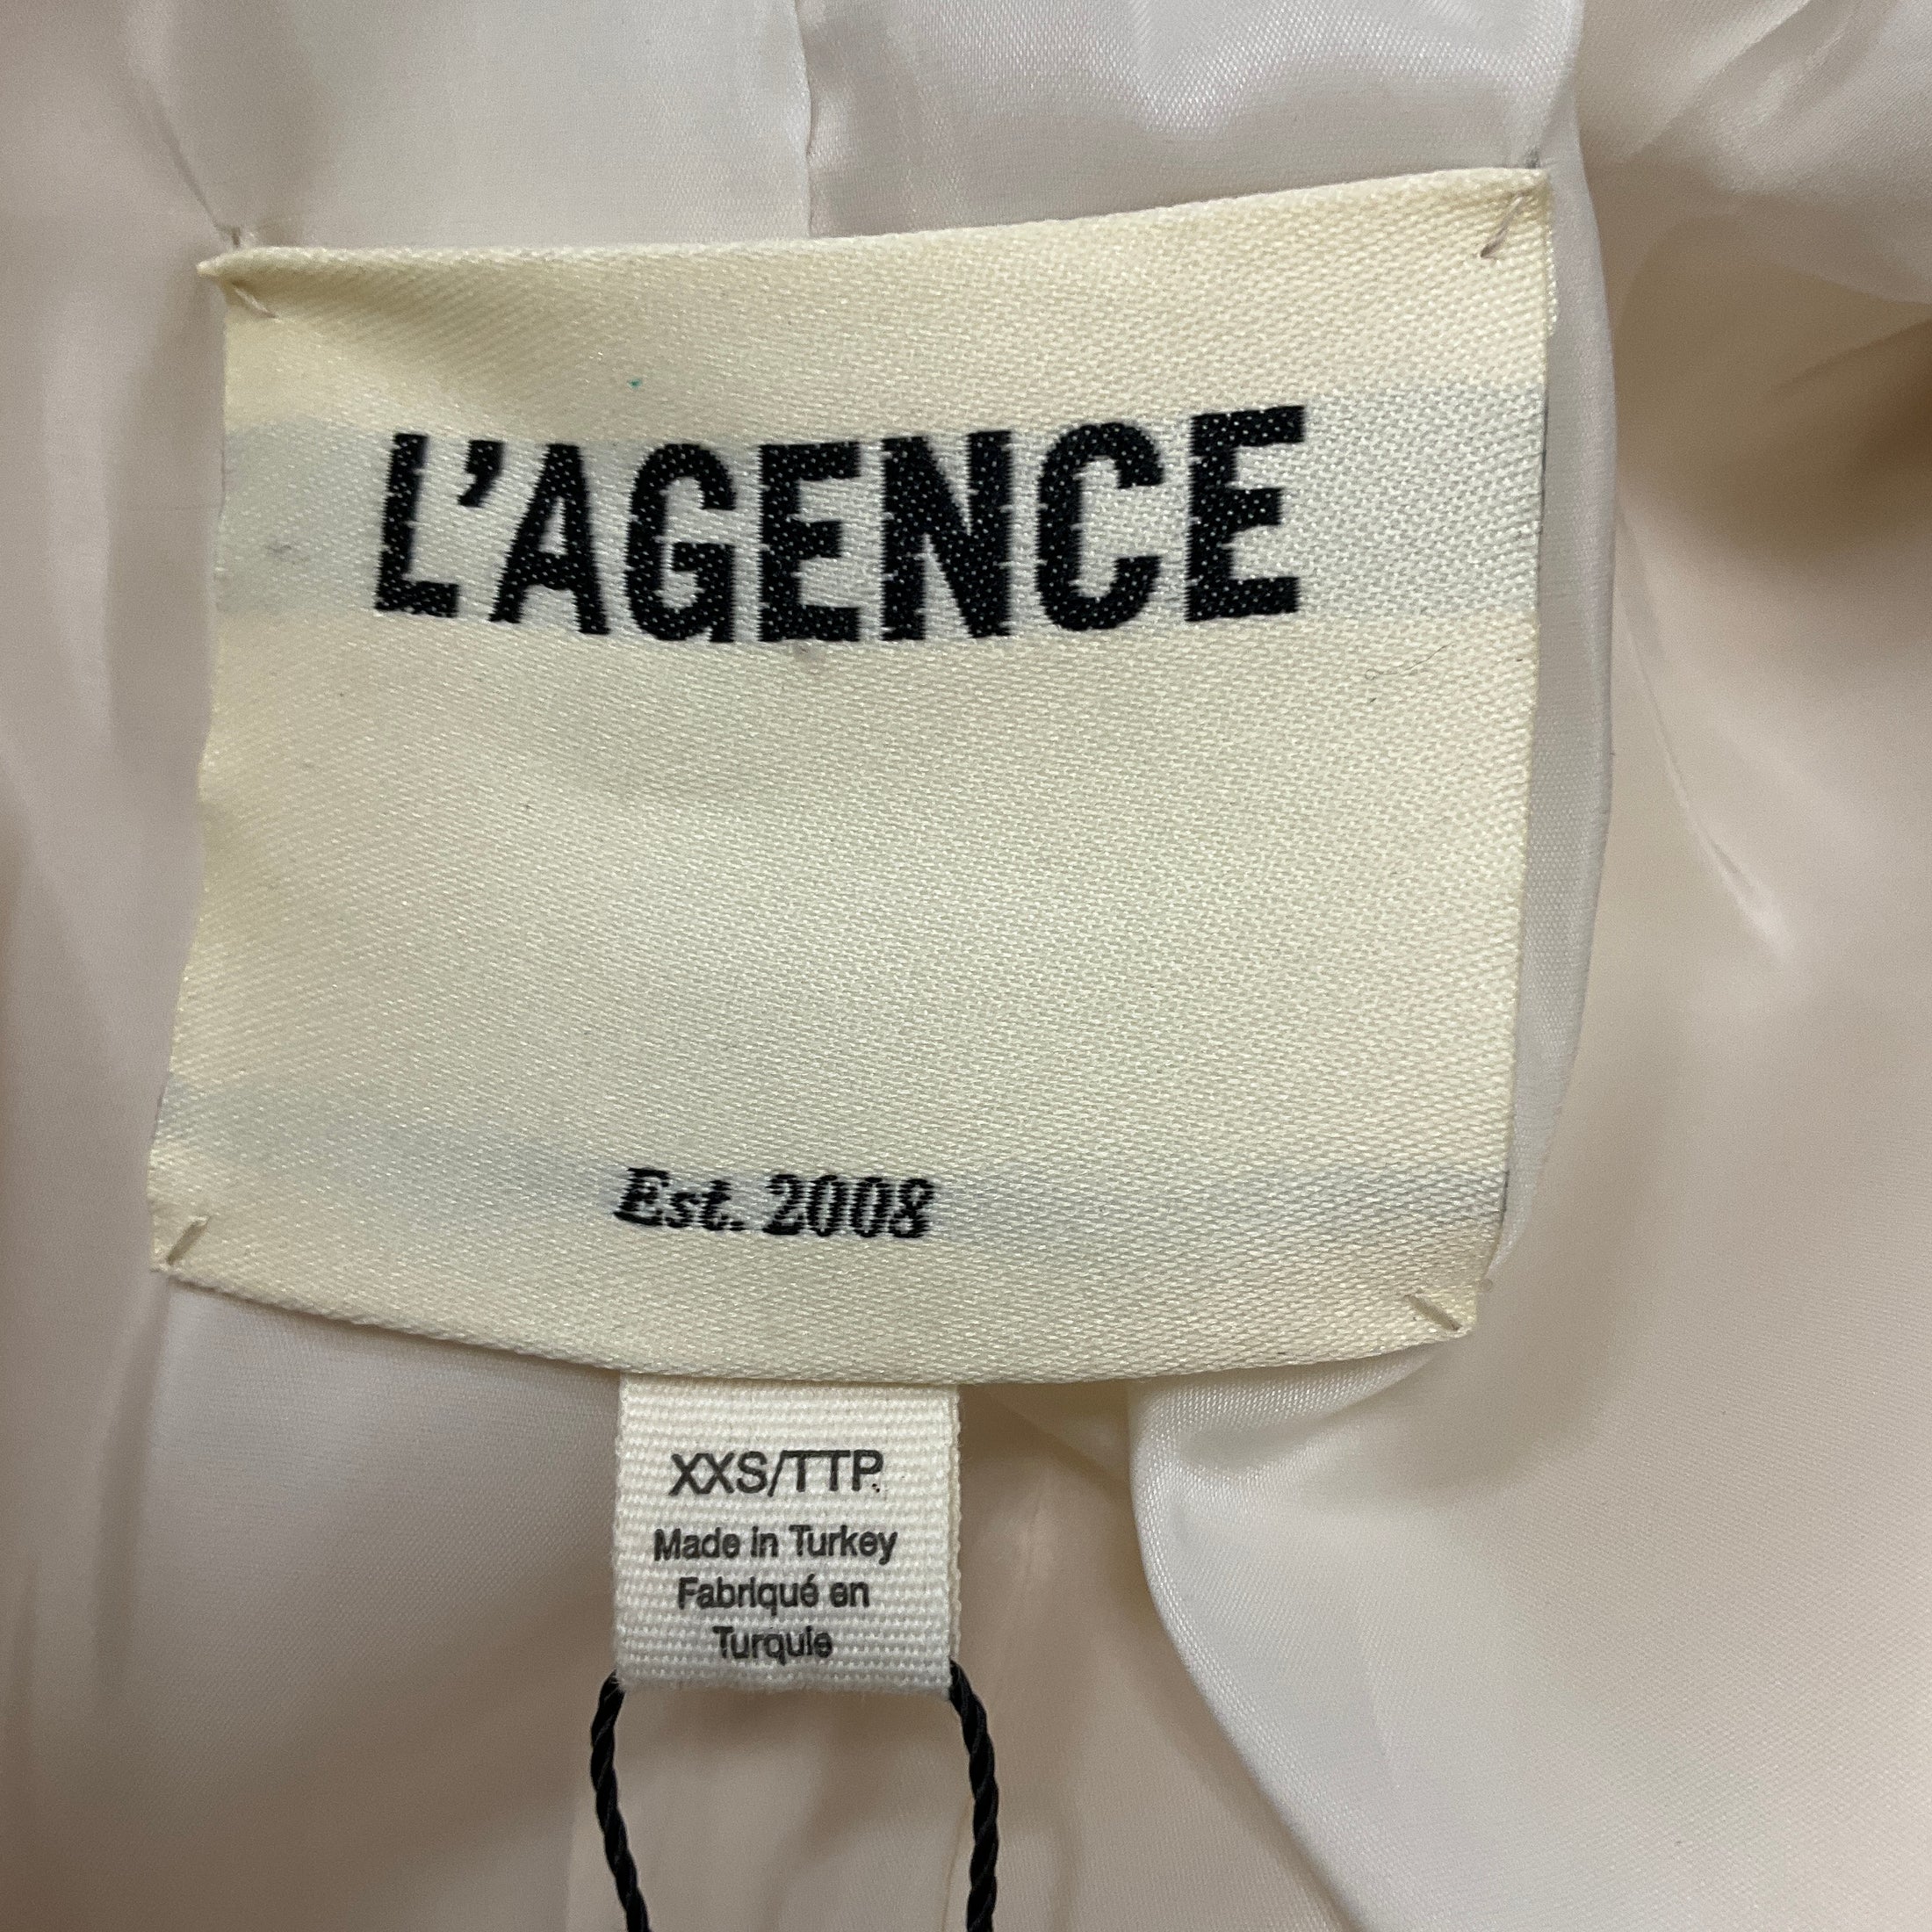 L'AGENCE
Est. 2008
XXS/TTP
Made in Turkey
Fabriqué en
Turquie